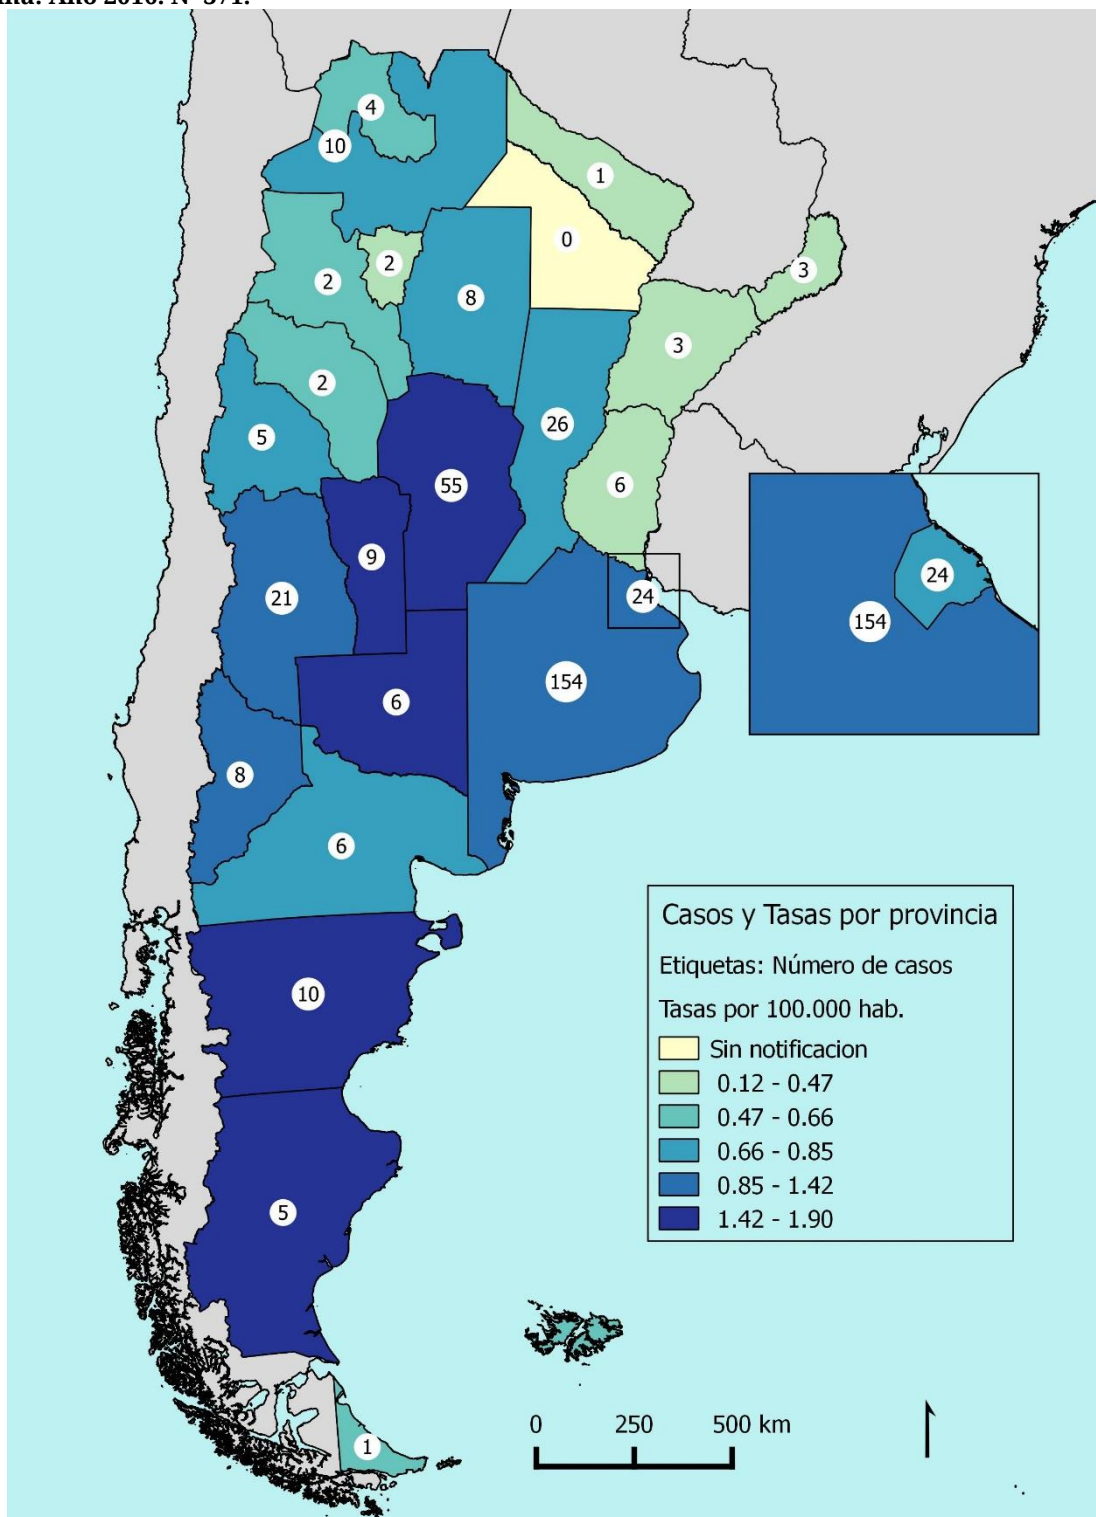 Año 2016. N°371.
4
10
1
0
3
2
2
8
3
2
26
5
55
6
9
21
24
154
24
154
6
8
6
10
5
1
Casos y Tasas por provincia
Etiquetas: Número de casos
Tasas por 100.000 hab.
Sin notificacion
0.12 - 0.47
0.47 - 0.66
0.66 - 0.85
0.85 - 1.42
1.42 - 1.90
0 250 500 km